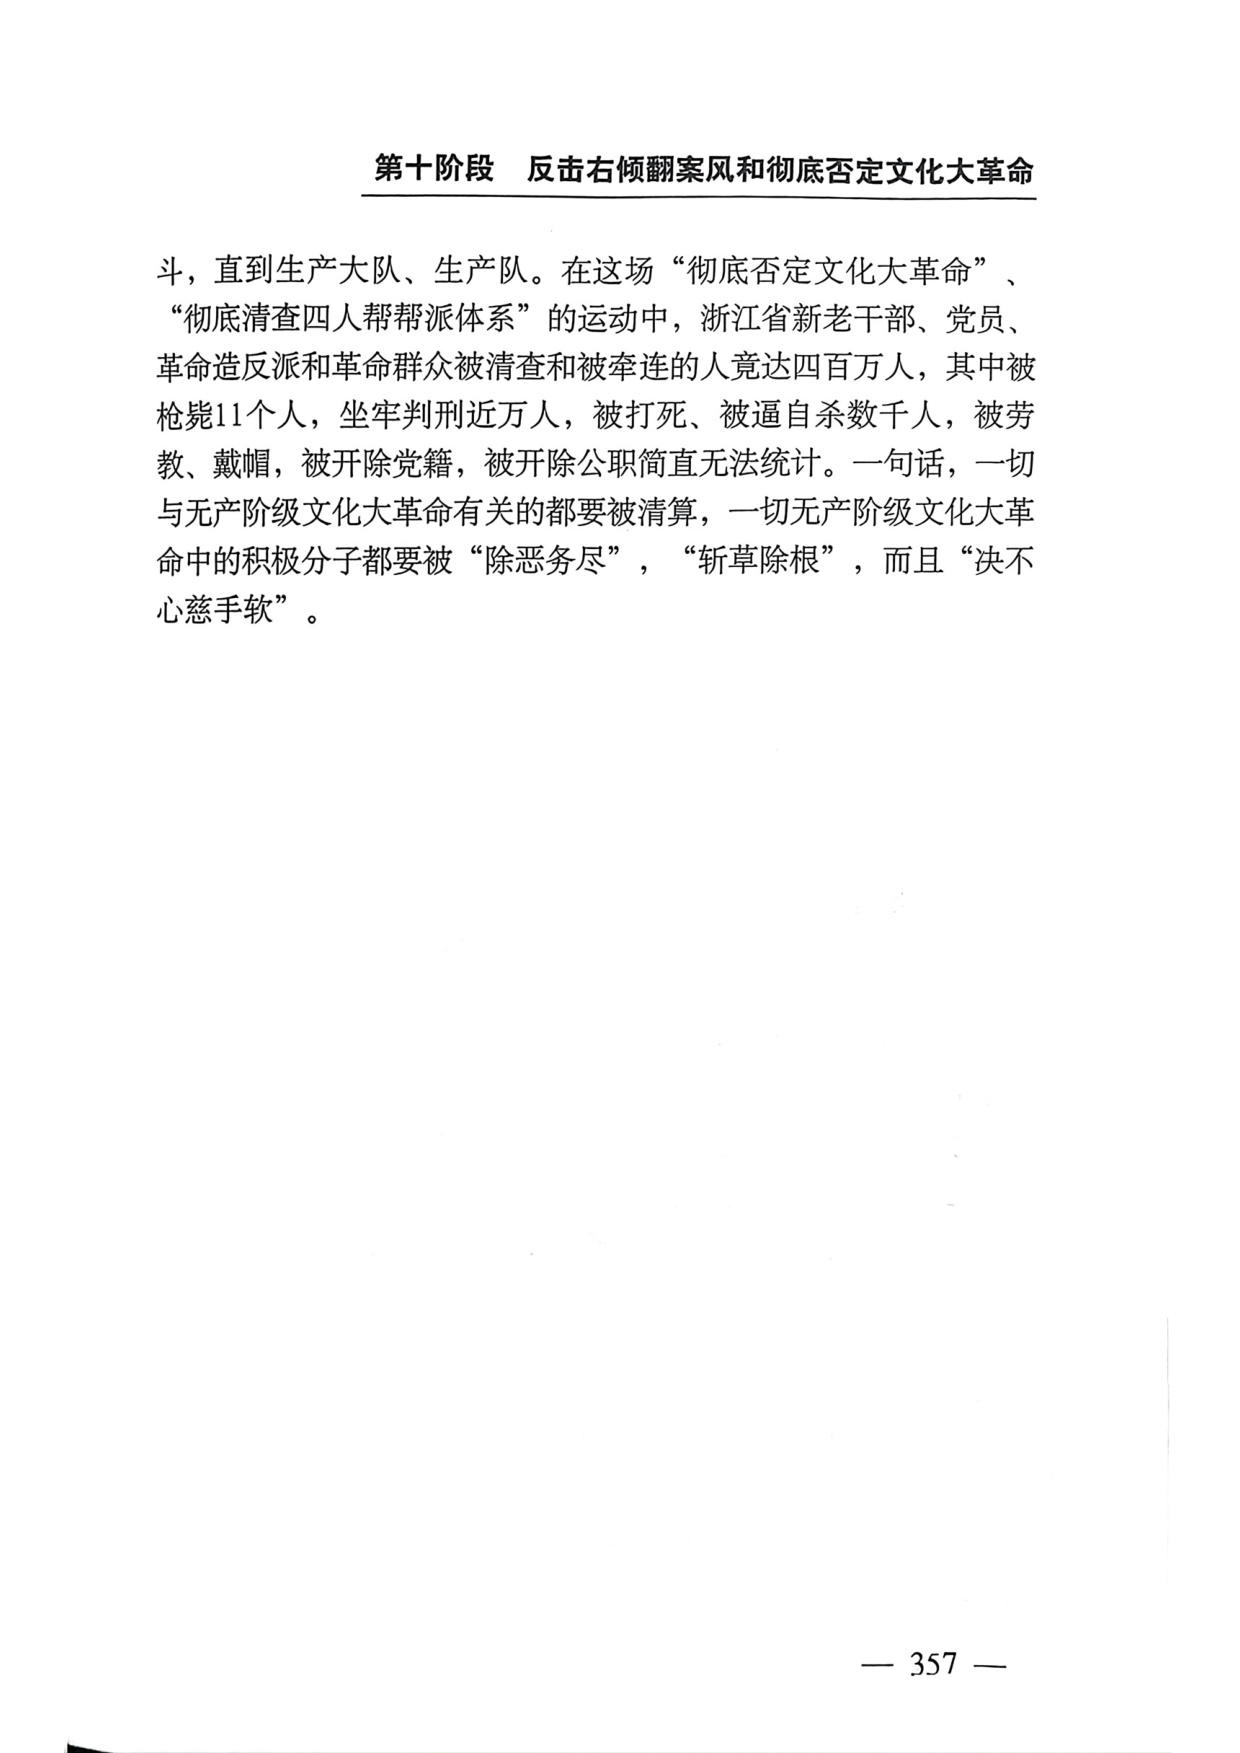 第十阶段　反击右倾翻案风和彻底否定文化大革命
斗，直到生产大队、生产队。在这场“彻底否定文化大革命”、
“彻底清查四人帮帮派体系”的运动中，浙江省新老干部、党员、
革命造反派和革命群众被清查和被牵连的人竟达四百万人，其中被
枪毙11个人，坐牢判刑近万人，被打死、被逼自杀数千人，被劳
教、戴帽，被开除党籍，被开除公职简直无法统计。一句话，一切
与无产阶级文化大革命有关的都要被清算，一切无产阶级文化大革
命中的积极分子都要被“除恶务尽”，“斩草除根”，而且“决不
心慈手软”。
— 357 —